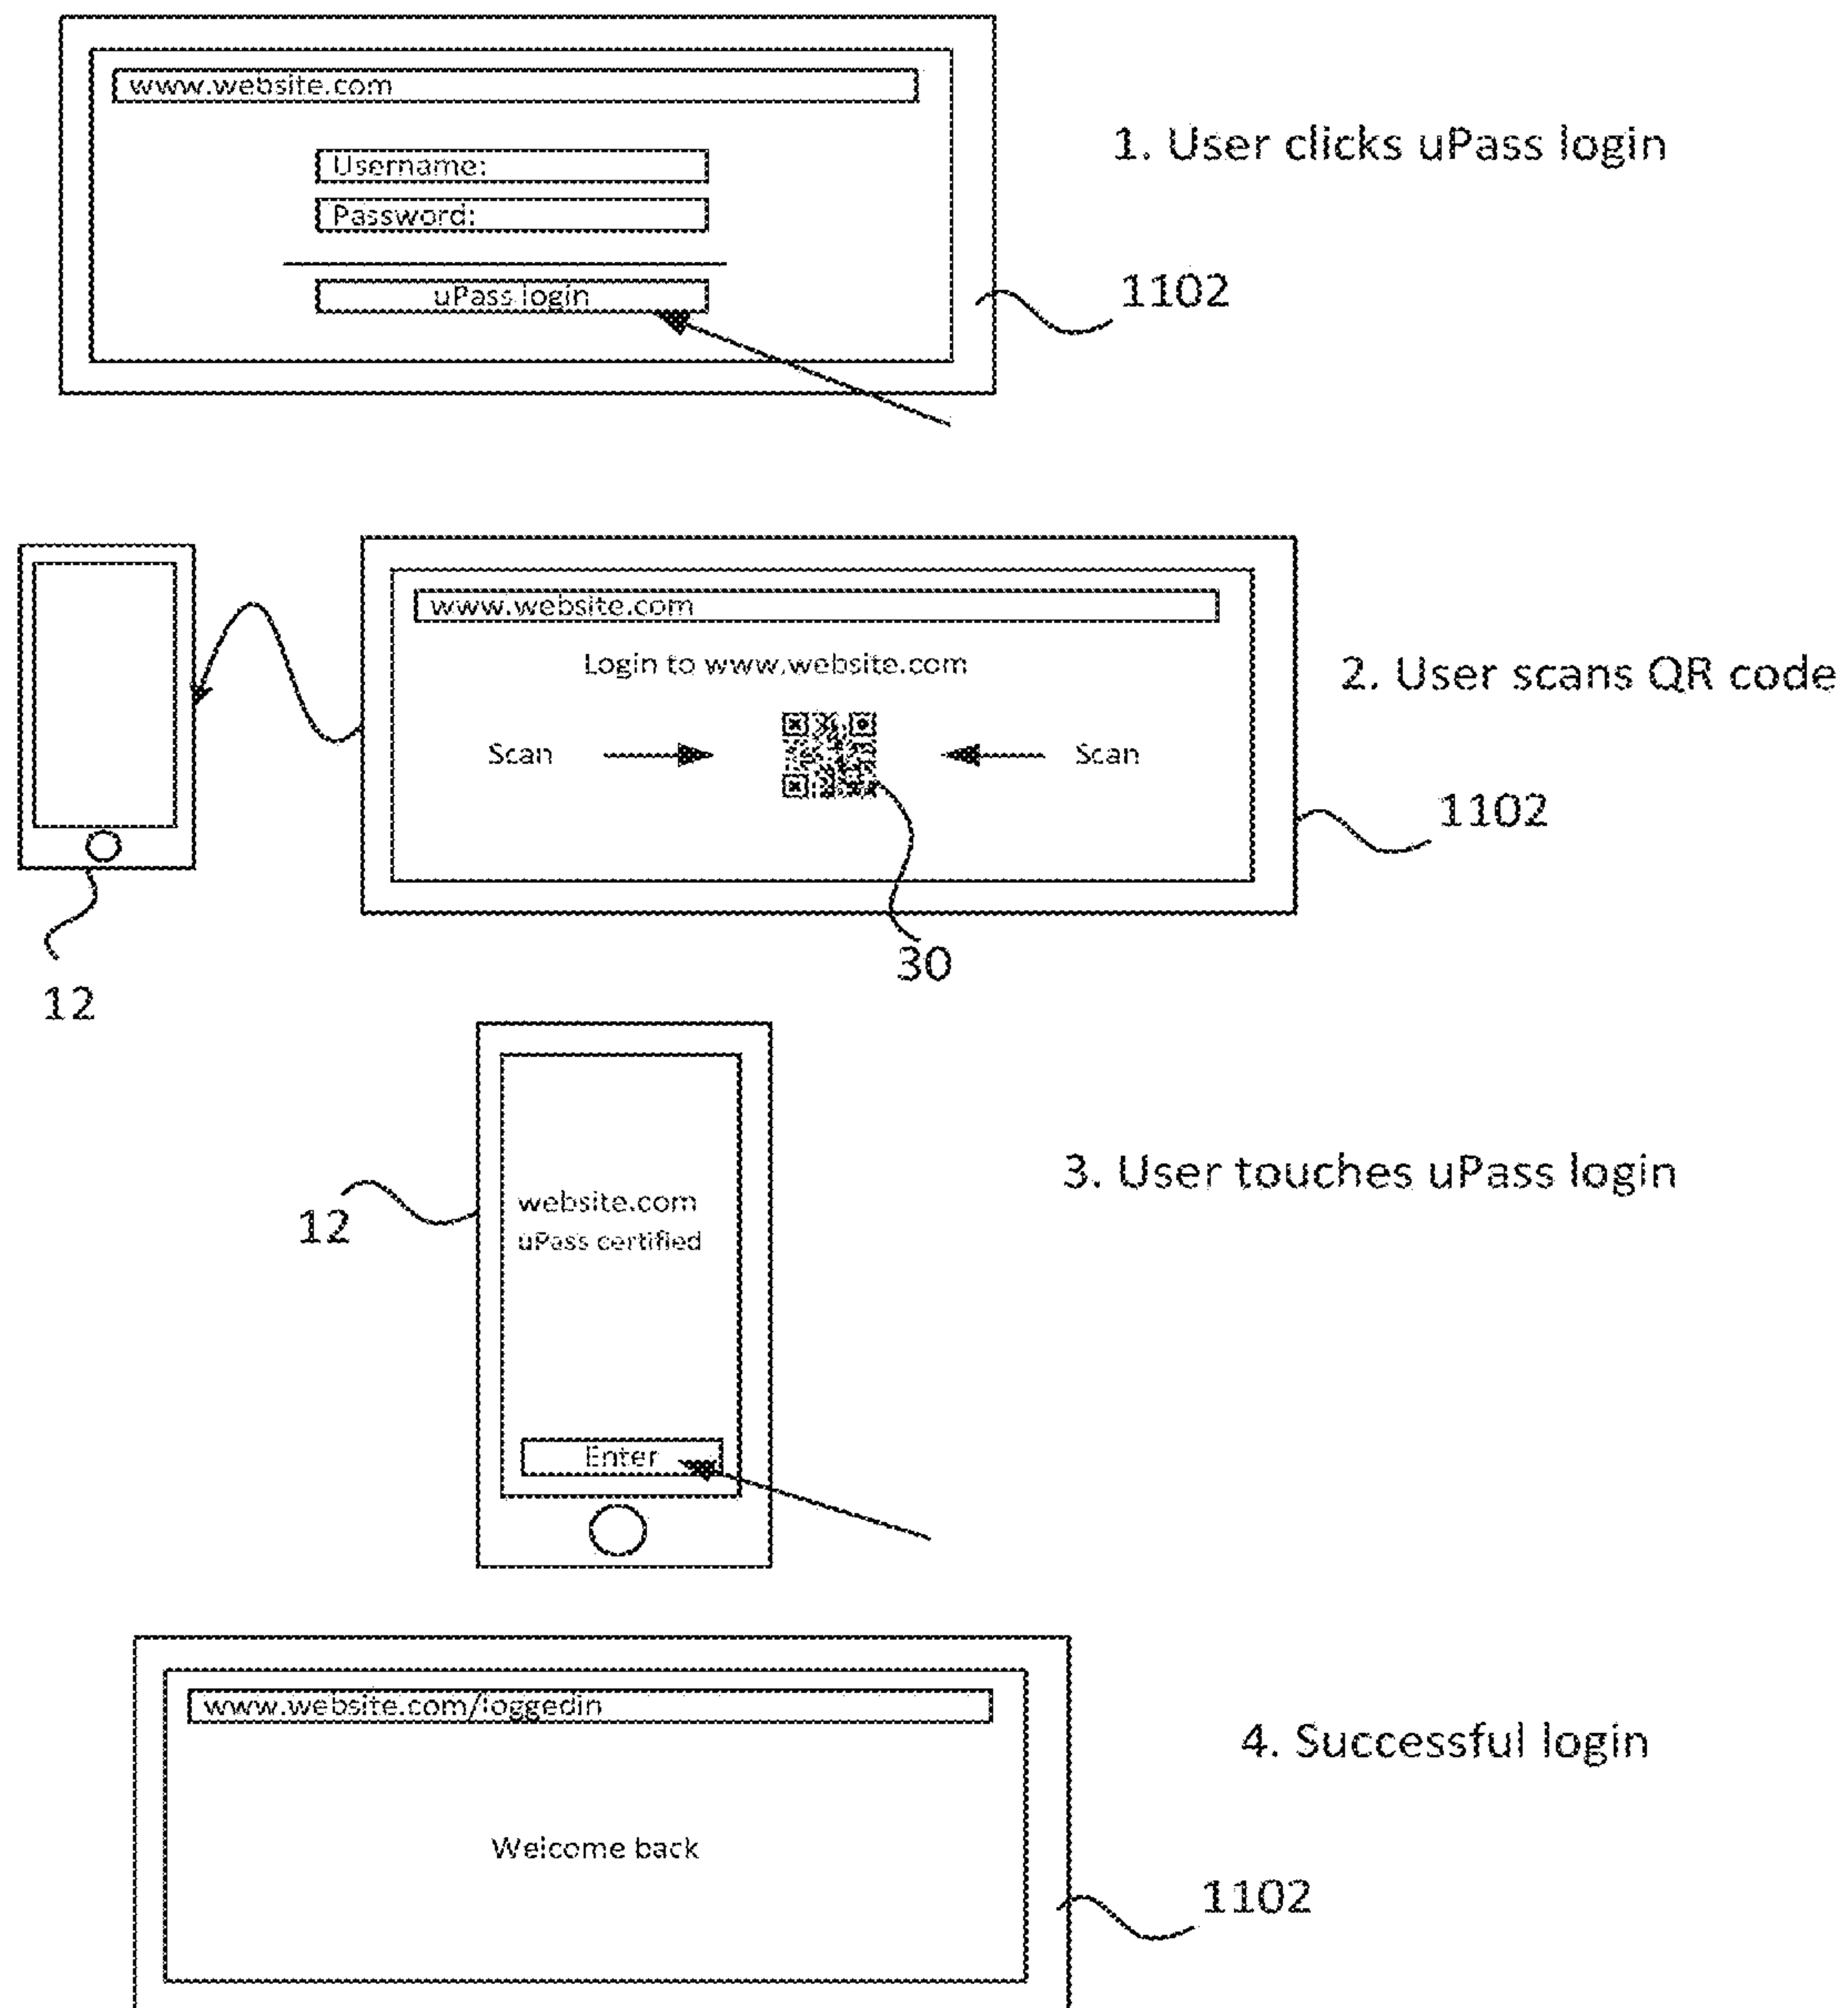 www.website.com
1. User clicks uPass login
Username:
Password:
uPass login
1102
www.website.com
Login to www.website.com
2. User scans QR code
Scan
Scan
1102
30
12
3. User touches uPass login
website.com
12
uPass certified
Enter
www.website.com/loggedin
4. Successful login
Welcome back
1102